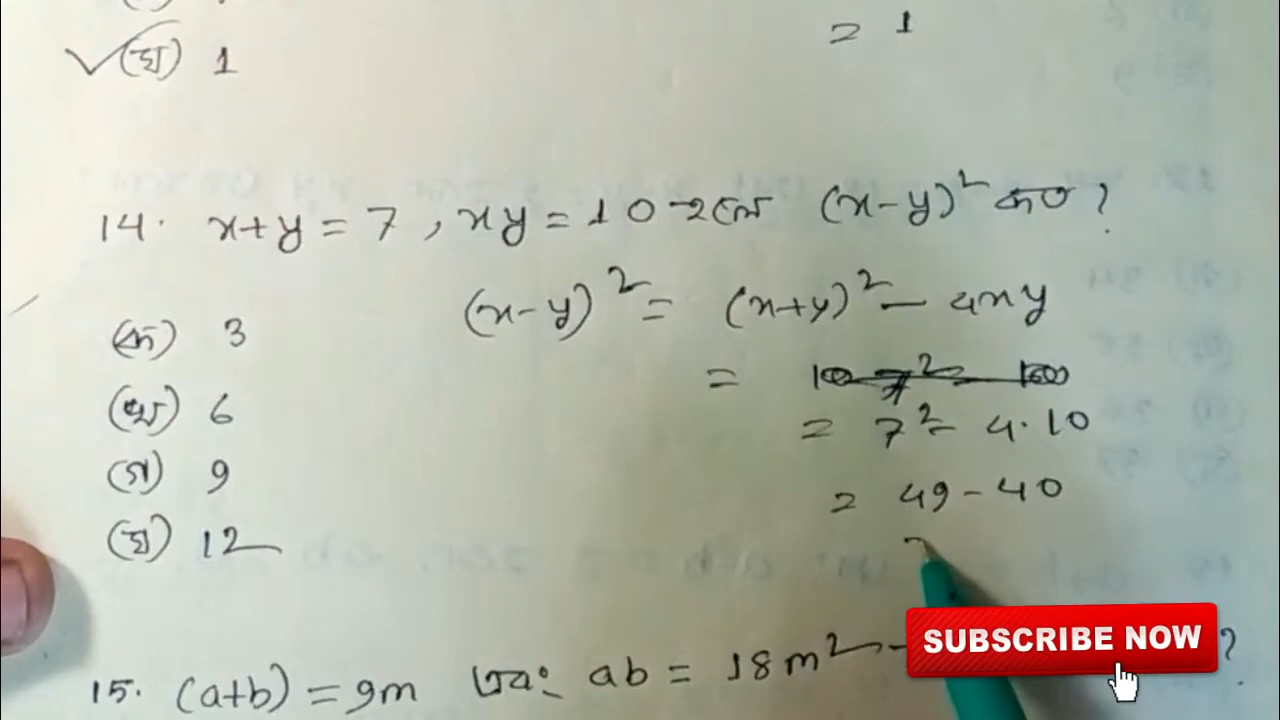 (ঘ) 1
= 1
14. x+y = 7, xy = 10 হলে (x-y)² কত?
(x-y)² = (x+y)² - 4xy
=
= 7² - 4.10
= 49 - 40
(ক) 3
(খ) 6
(গ) 9
(ঘ) 12
15. (a+b) = 9m এবং ab = 18m² ?
SUBSCRIBE NOW